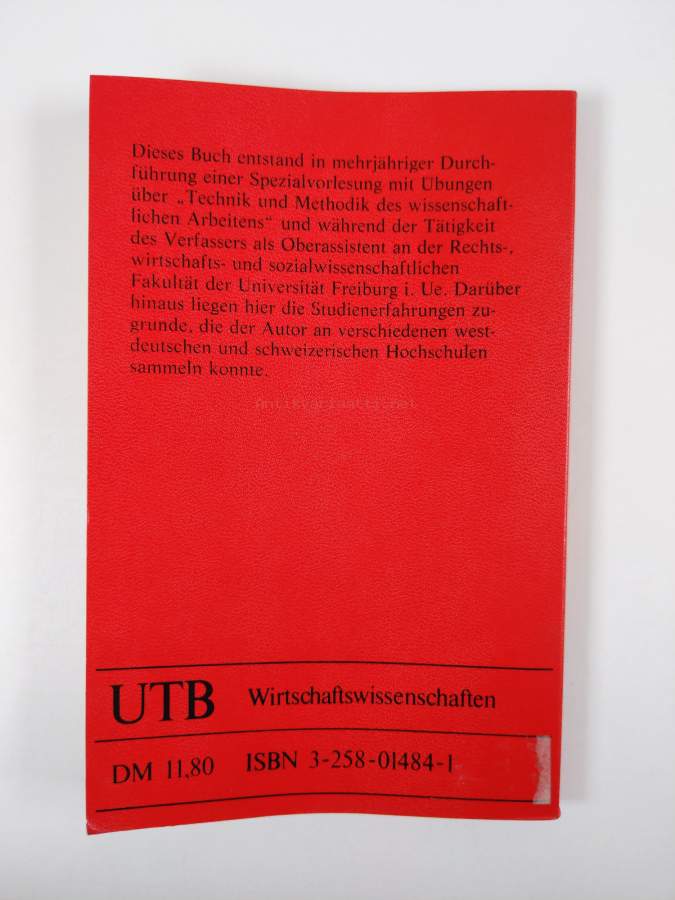 Dieses Buch entstand in mehrjähriger Durch-
führung einer Spezialvorlesung mit Übungen
über „Technik und Methodik des wissenschaft-
lichen Arbeitens“ und während der Tätigkeit
des Verfassers als Oberassistent an der Rechts-,
wirtschafts- und sozialwissenschaftlichen
Fakultät der Universität Freiburg i. Ue. Darüber
hinaus liegen hier die Studienerfahrungen zu-
grunde, die der Autor an verschiedenen west-
deutschen und schweizerischen Hochschulen
sammeln konnte.
Antikvariaatti.net
UTB Wirtschaftswissenschaften
DM 11,80 ISBN 3-258-01484-1